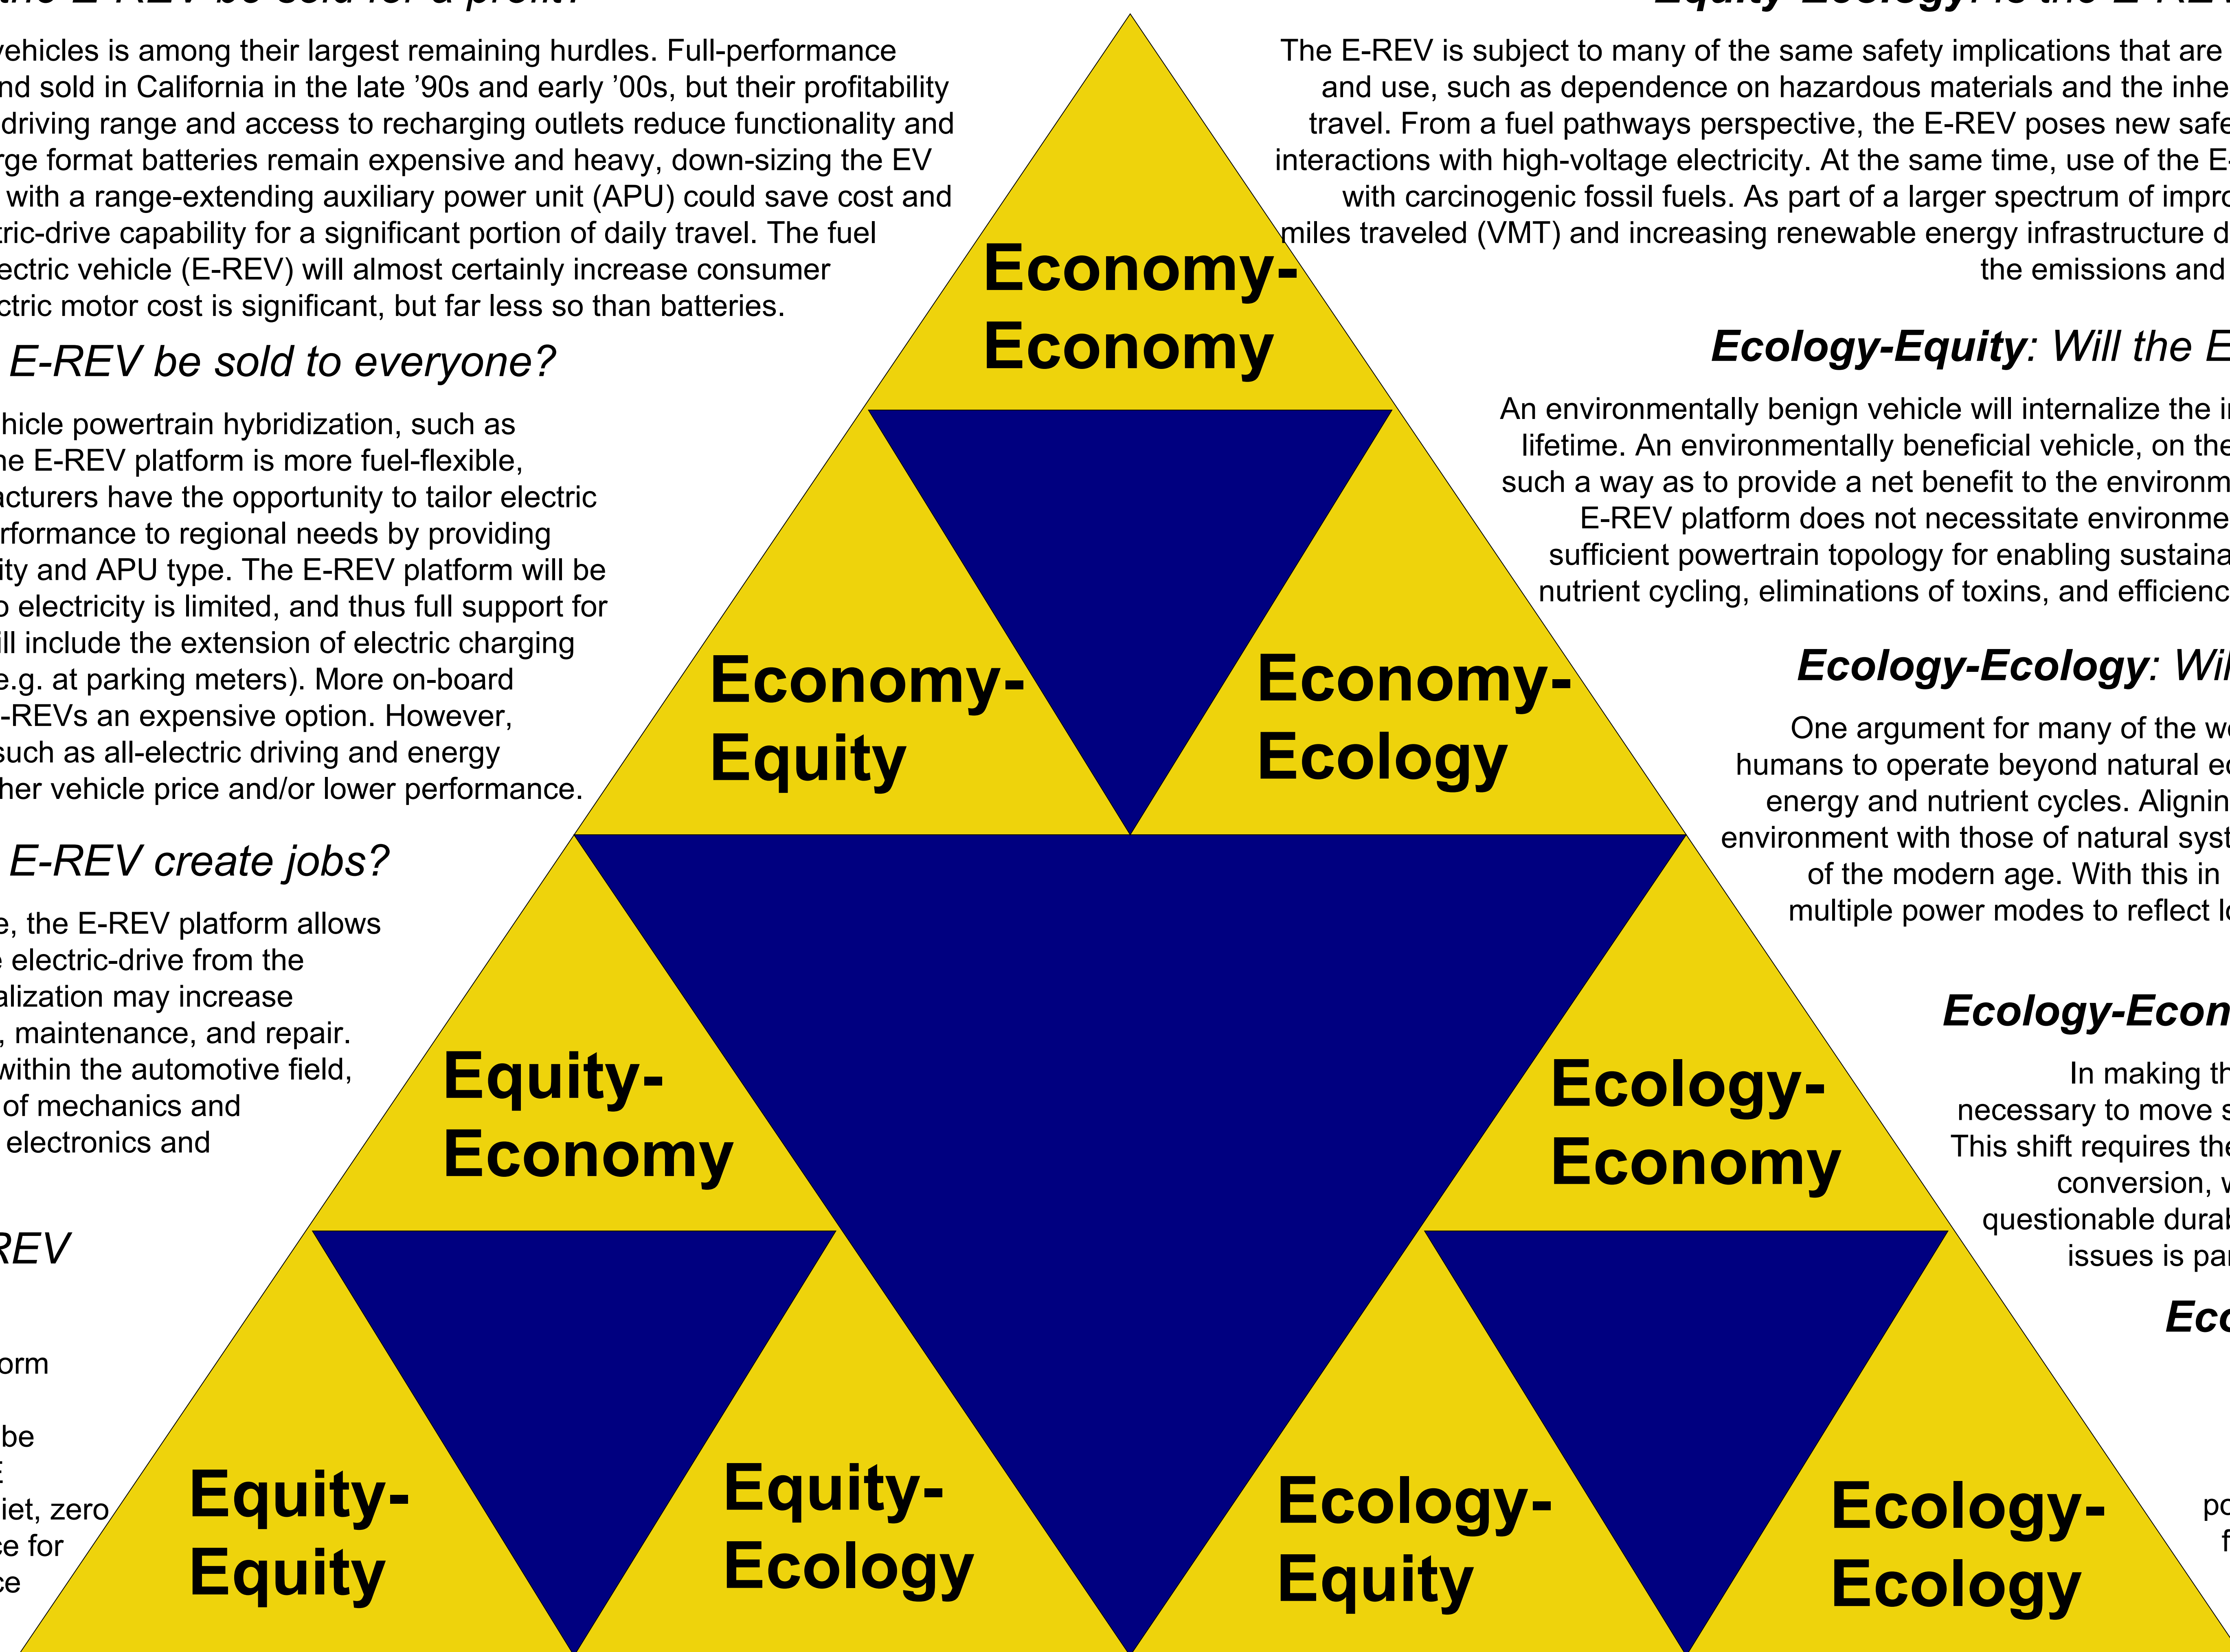 the E-REV be sold for a profit?
vehicles is among their largest remaining hurdles. Full-performance
nd sold in California in the late ’90s and early ’00s, but their profitability
driving range and access to recharging outlets reduce functionality and
rge format batteries remain expensive and heavy, down-sizing the EV
with a range-extending auxiliary power unit (APU) could save cost and
tric-drive capability for a significant portion of daily travel. The fuel
lectric vehicle (E-REV) will almost certainly increase consumer
ctric motor cost is significant, but far less so than batteries.
E-REV be sold to everyone?
hicle powertrain hybridization, such as
he E-REV platform is more fuel-flexible,
acturers have the opportunity to tailor electric
rformance to regional needs by providing
ity and APU type. The E-REV platform will be
o electricity is limited, and thus full support for
ill include the extension of electric charging
e.g. at parking meters). More on-board
-REVs an expensive option. However,
such as all-electric driving and energy
her vehicle price and/or lower performance.
E-REV create jobs?
e, the E-REV platform allows
e electric-drive from the
alization may increase
, maintenance, and repair.
within the automotive field,
of mechanics and
electronics and
REV
orm
be
E
iet, zero
ce for
ce
Economy-
Economy
Economy-
Equity
Economy-
Ecology
Equity-
Economy
Ecology-
Economy
Equity-
Equity
Equity-
Ecology
Ecology-
Equity
Ecology-
Ecology
Equity-Ecology: Is the E-REV
The E-REV is subject to many of the same safety implications that are
and use, such as dependence on hazardous materials and the inhe
travel. From a fuel pathways perspective, the E-REV poses new safe
interactions with high-voltage electricity. At the same time, use of the E-
with carcinogenic fossil fuels. As part of a larger spectrum of impro
miles traveled (VMT) and increasing renewable energy infrastructure d
the emissions and
Ecology-Equity: Will the E
An environmentally benign vehicle will internalize the i
lifetime. An environmentally beneficial vehicle, on the
such a way as to provide a net benefit to the environm
E-REV platform does not necessitate environme
sufficient powertrain topology for enabling sustaina
nutrient cycling, eliminations of toxins, and efficienc
Ecology-Ecology: Wil
One argument for many of the wo
humans to operate beyond natural ec
energy and nutrient cycles. Alignin
environment with those of natural syst
of the modern age. With this in
multiple power modes to reflect lo
Ecology-Econ
In making th
necessary to move s
This shift requires the
conversion, w
questionable durab
issues is par
Eco
po
f